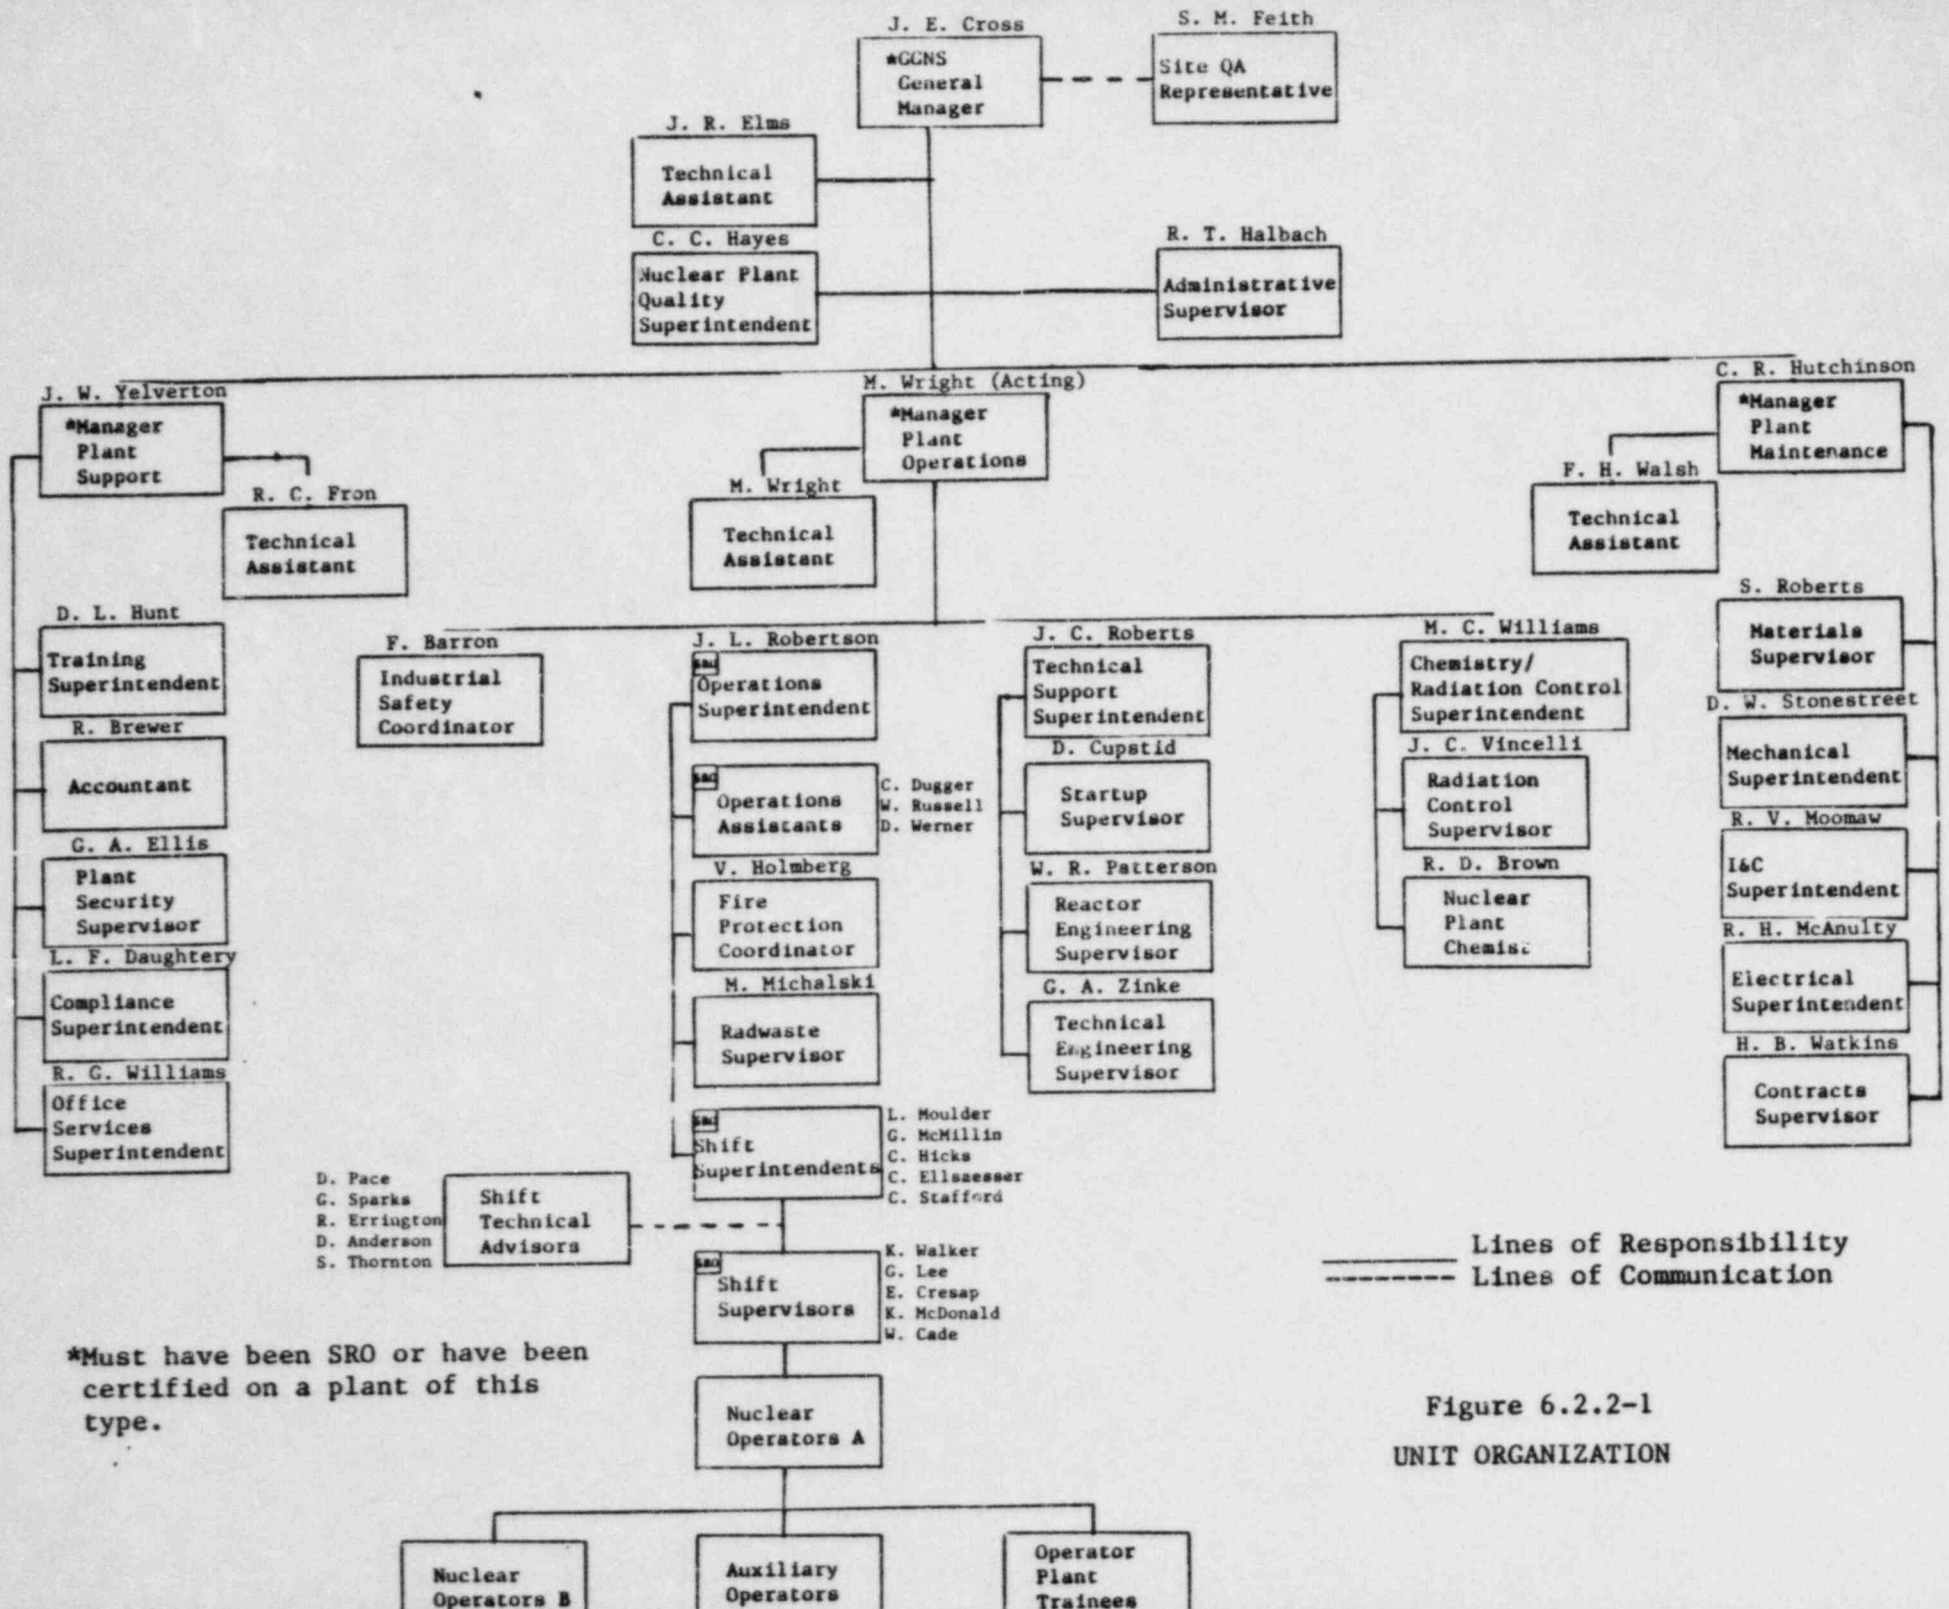 J. E. Cross
*GGNS
General
Manager
S. M. Feith
Site QA
Representative
J. R. Elms
Technical
Assistant
C. C. Hayes
Nuclear Plant
Quality
Superintendent
R. T. Halbach
Administrative
Supervisor
J. W. Yelverton
*Manager
Plant
Support
R. C. Fron
Technical
Assistant
M. Wright (Acting)
*Manager
Plant
Operations
M. Wright
Technical
Assistant
C. R. Hutchinson
*Manager
Plant
Maintenance
F. H. Walsh
Technical
Assistant
D. L. Hunt
Training
Superintendent
R. Brewer
Accountant
G. A. Ellis
Plant
Security
Supervisor
L. F. Daughtery
Compliance
Superintendent
R. G. Williams
Office
Services
Superintendent
F. Barron
Industrial
Safety
Coordinator
J. L. Robertson
SRO
Operations
Superintendent
SRO
Operations
Assistants
C. Dugger
W. Russell
D. Werner
V. Holmberg
Fire
Protection
Coordinator
M. Michalski
Radwaste
Supervisor
SRO
Shift
Superintendents
L. Moulder
G. McMillin
C. Hicks
C. Ellsaesser
C. Stafford
D. Pace
G. Sparks
R. Errington
D. Anderson
S. Thornton
Shift
Technical
Advisors
SRO
Shift
Supervisors
K. Walker
G. Lee
E. Cresap
K. McDonald
W. Cade
Nuclear
Operators A
Nuclear
Operators B
Auxiliary
Operators
Operator
Plant
Trainees
J. C. Roberts
Technical
Support
Superintendent
D. Cupstid
Startup
Supervisor
W. R. Patterson
Reactor
Engineering
Supervisor
G. A. Zinke
Technical
Engineering
Supervisor
M. C. Williams
Chemistry/
Radiation Control
Superintendent
J. C. Vincelli
Radiation
Control
Supervisor
R. D. Brown
Nuclear
Plant
Chemist
S. Roberts
Materials
Supervisor
D. W. Stonestreet
Mechanical
Superintendent
R. V. Moomaw
I&C
Superintendent
R. H. McAnulty
Electrical
Superintendent
H. B. Watkins
Contracts
Supervisor
Lines of Responsibility
Lines of Communication
*Must have been SRO or have been
certified on a plant of this
type.
Figure 6.2.2-1
UNIT ORGANIZATION